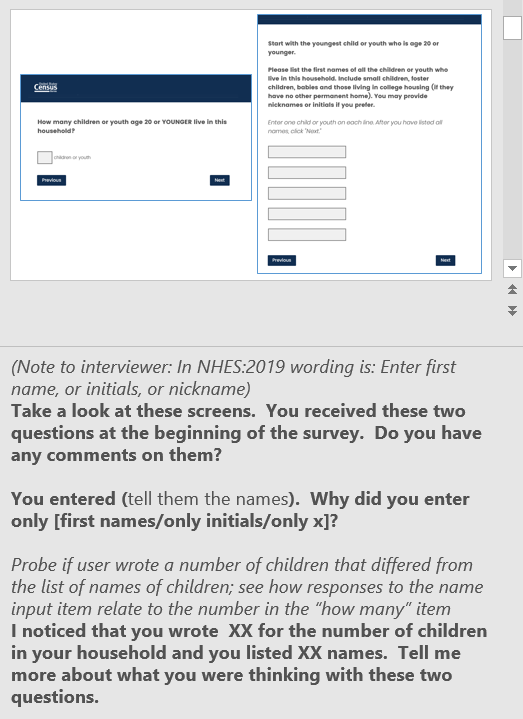 United States
Census
How many children or youth age 20 or YOUNGER live in this
household?
children or youth
Previous
Next
Start with the youngest child or youth who is age 20 or
younger.
Please list the first names of all the children or youth who
live in this household. Include small children, foster
children, babies and those living in college housing (if they
have no other permanent home). You may provide
nicknames or initials if you prefer.
Enter one child or youth on each line. After you have listed all
names, click 'Next.'
Previous
Next
(Note to interviewer: In NHES:2019 wording is: Enter first
name, or initials, or nickname)
Take a look at these screens.  You received these two
questions at the beginning of the survey.  Do you have
any comments on them?
You entered (tell them the names).  Why did you enter
only [first names/only initials/only x]?
Probe if user wrote a number of children that differed from
the list of names of children; see how responses to the name
input item relate to the number in the “how many” item
I noticed that you wrote  XX for the number of children
in your household and you listed XX names.  Tell me
more about what you were thinking with these two
questions.